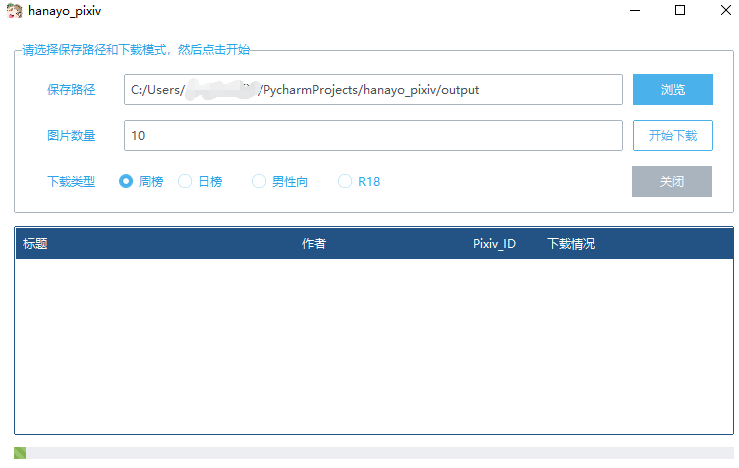 hanayo_pixiv
请选择保存路径和下载模式，然后点击开始
保存路径 C:/Users/ /PycharmProjects/hanayo_pixiv/output 浏览
图片数量 10 开始下载
下载类型 周榜 日榜 男性向 R18 关闭
标题 作者 Pixiv_ID 下载情况